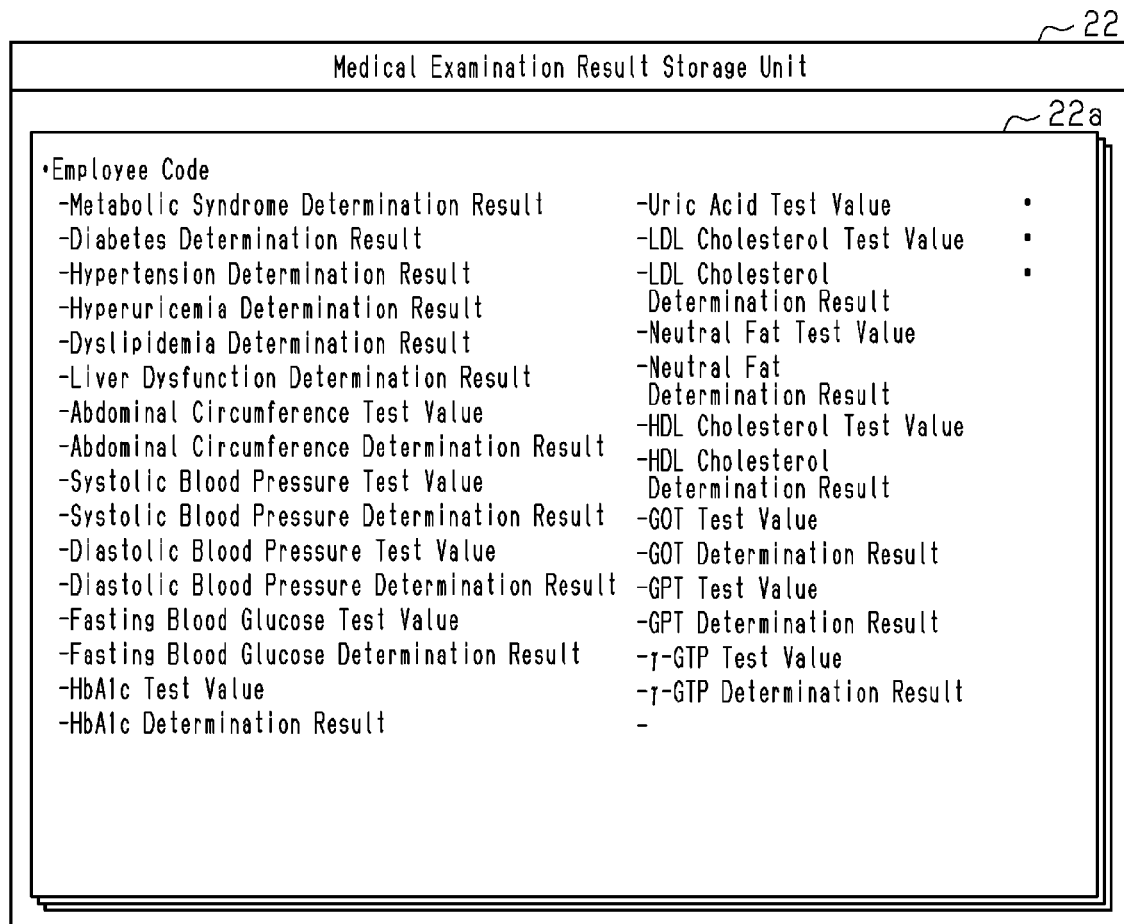 22
Medical Examination Result Storage Unit
22a
•Employee Code
-Metabolic Syndrome Determination Result
-Diabetes Determination Result
-Hypertension Determination Result
-Hyperuricemia Determination Result
-Dyslipidemia Determination Result
-Liver Dysfunction Determination Result
-Abdominal Circumference Test Value
-Abdominal Circumference Determination Result
-Systolic Blood Pressure Test Value
-Systolic Blood Pressure Determination Result
-Diastolic Blood Pressure Test Value
-Diastolic Blood Pressure Determination Result
-Fasting Blood Glucose Test Value
-Fasting Blood Glucose Determination Result
-HbA1c Test Value
-HbA1c Determination Result
-Uric Acid Test Value
-LDL Cholesterol Test Value
-LDL Cholesterol
Determination Result
-Neutral Fat Test Value
-Neutral Fat
Determination Result
-HDL Cholesterol Test Value
-HDL Cholesterol
Determination Result
-GOT Test Value
-GOT Determination Result
-GPT Test Value
-GPT Determination Result
-γ-GTP Test Value
-γ-GTP Determination Result
-
•
•
•